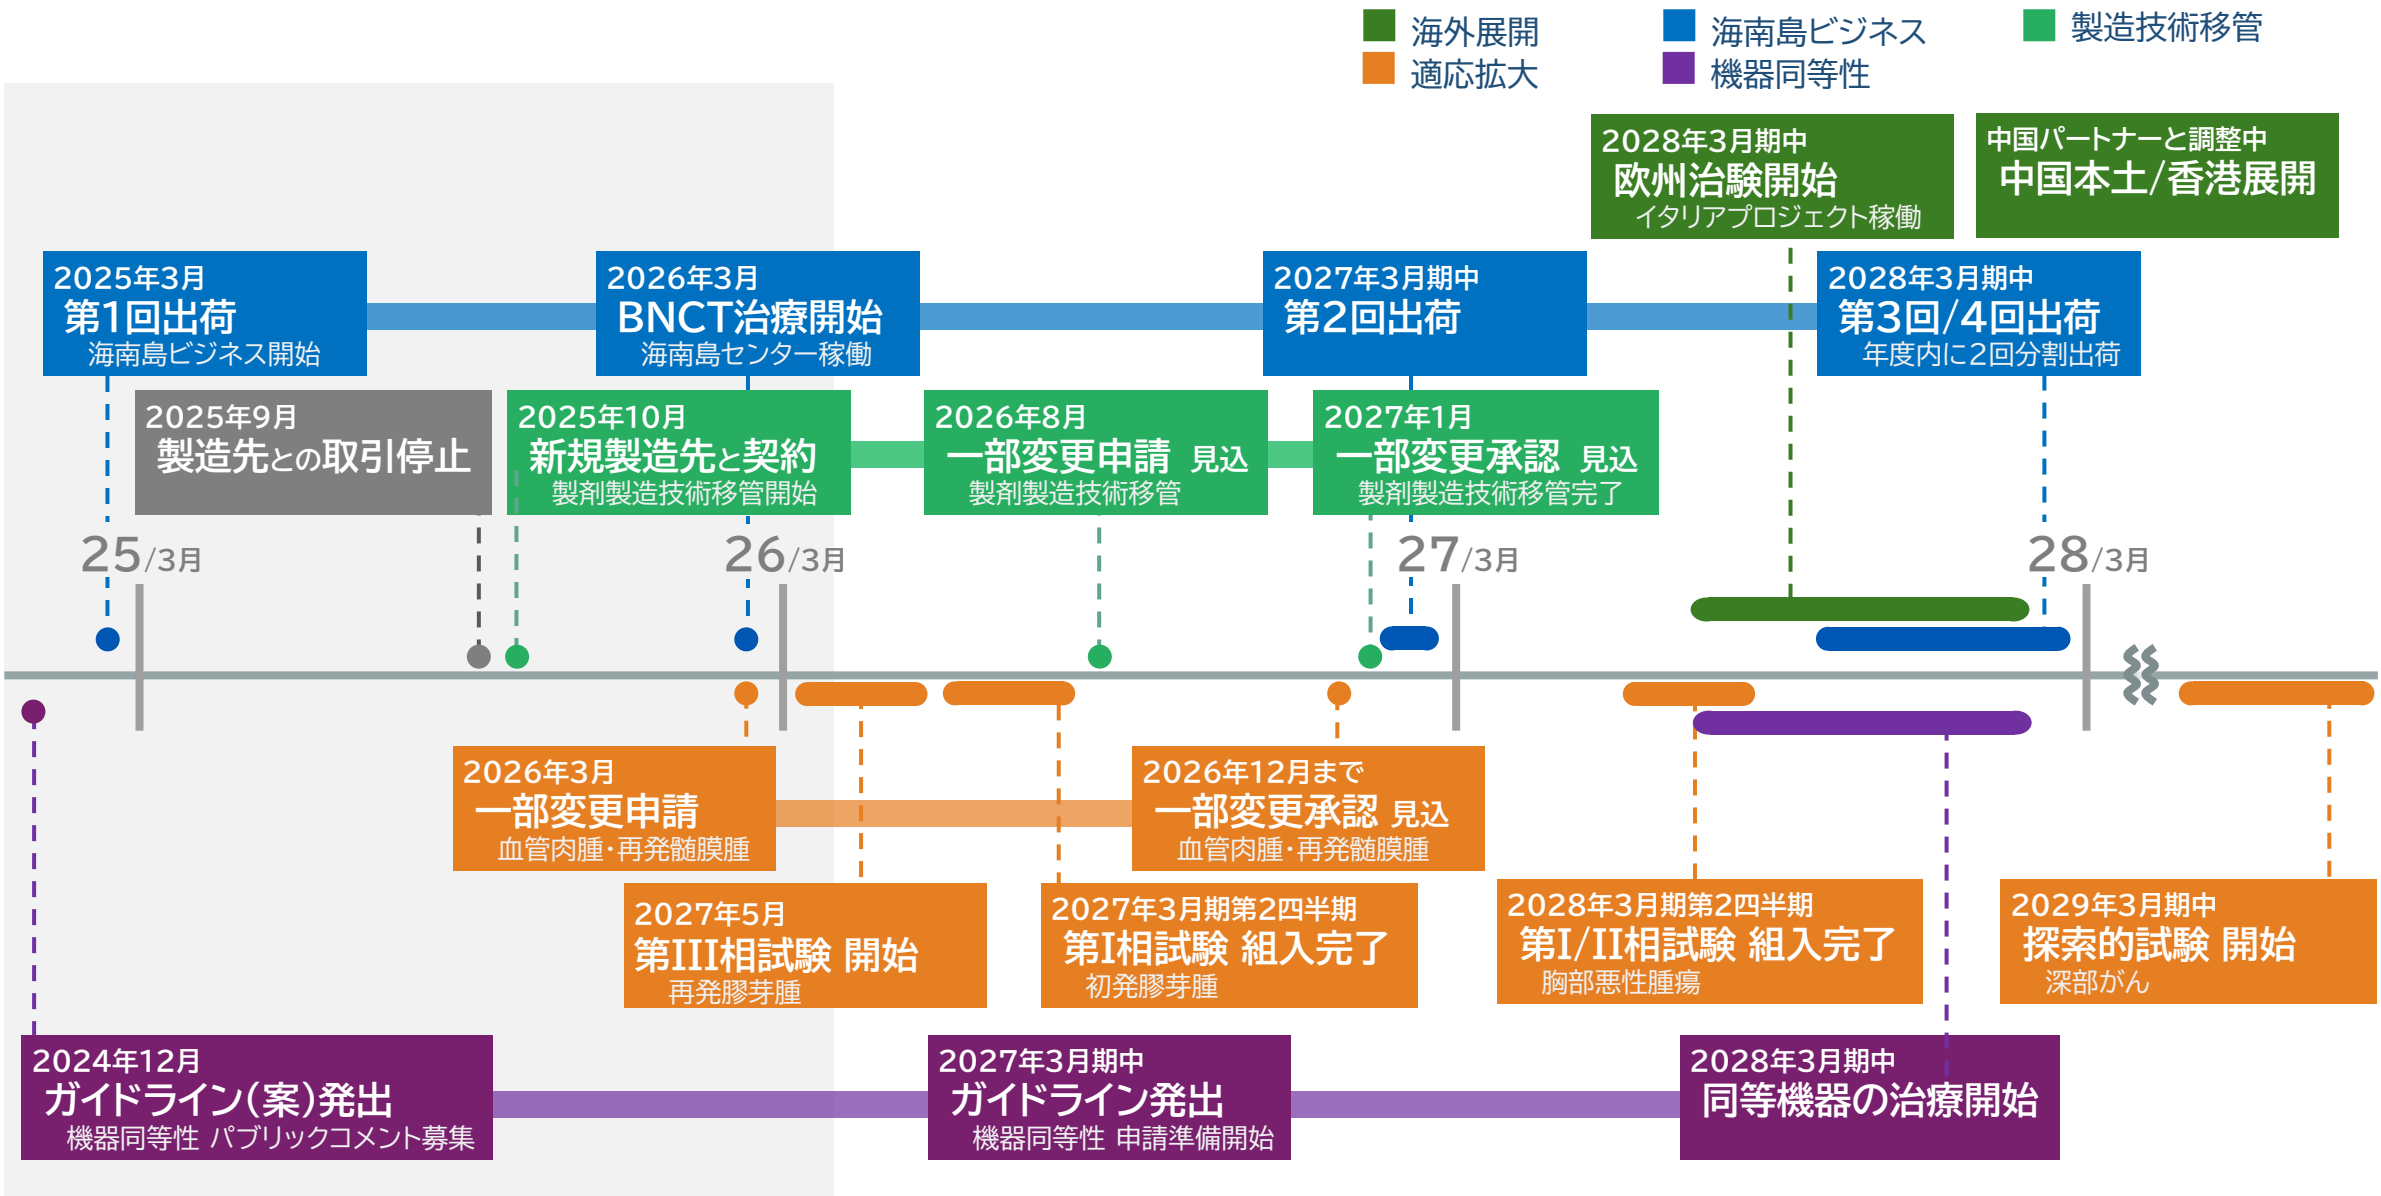 海外展開
海南島ビジネス
製造技術移管
適応拡大
機器同等性
2028年3月期中
欧州治験開始
イタリアプロジェクト稼働
中国パートナーと調整中
中国本土/香港展開
2025年3月
第1回出荷
海南島ビジネス開始
2026年3月
BNCT治療開始
海南島センター稼働
2027年3月期中
第2回出荷
2028年3月期中
第3回/4回出荷
年度内に2回分割出荷
2025年9月
製造先との取引停止
2025年10月
新規製造先と契約
製剤製造技術移管開始
2026年8月
一部変更申請 見込
製剤製造技術移管
2027年1月
一部変更承認 見込
製剤製造技術移管完了
25/3月
26/3月
27/3月
28/3月
2026年3月
一部変更申請
血管肉腫・再発髄膜腫
2026年12月まで
一部変更承認 見込
血管肉腫・再発髄膜腫
2027年5月
第III相試験 開始
再発膠芽腫
2027年3月期第2四半期
第I相試験 組入完了
初発膠芽腫
2028年3月期第2四半期
第I/II相試験 組入完了
胸部悪性腫瘍
2029年3月期中
探索的試験 開始
深部がん
2024年12月
ガイドライン(案)発出
機器同等性 パブリックコメント募集
2027年3月期中
ガイドライン発出
機器同等性 申請準備開始
2028年3月期中
同等機器の治療開始